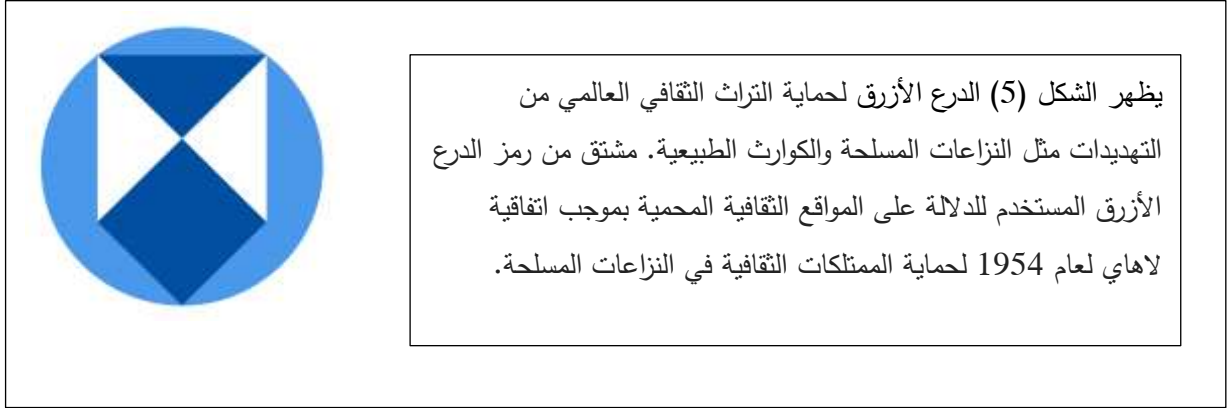 يظهر الشكل (5) الدرع الأزرق لحماية التراث الثقافي العالمي من
التهديدات مثل النزاعات المسلحة والكوارث الطبيعية. مشتق من رمز الدرع
الأزرق المستخدم للدلالة على المواقع الثقافية المحمية بموجب اتفاقية
لاهاي لعام 1954 لحماية الممتلكات الثقافية في النزاعات المسلحة.